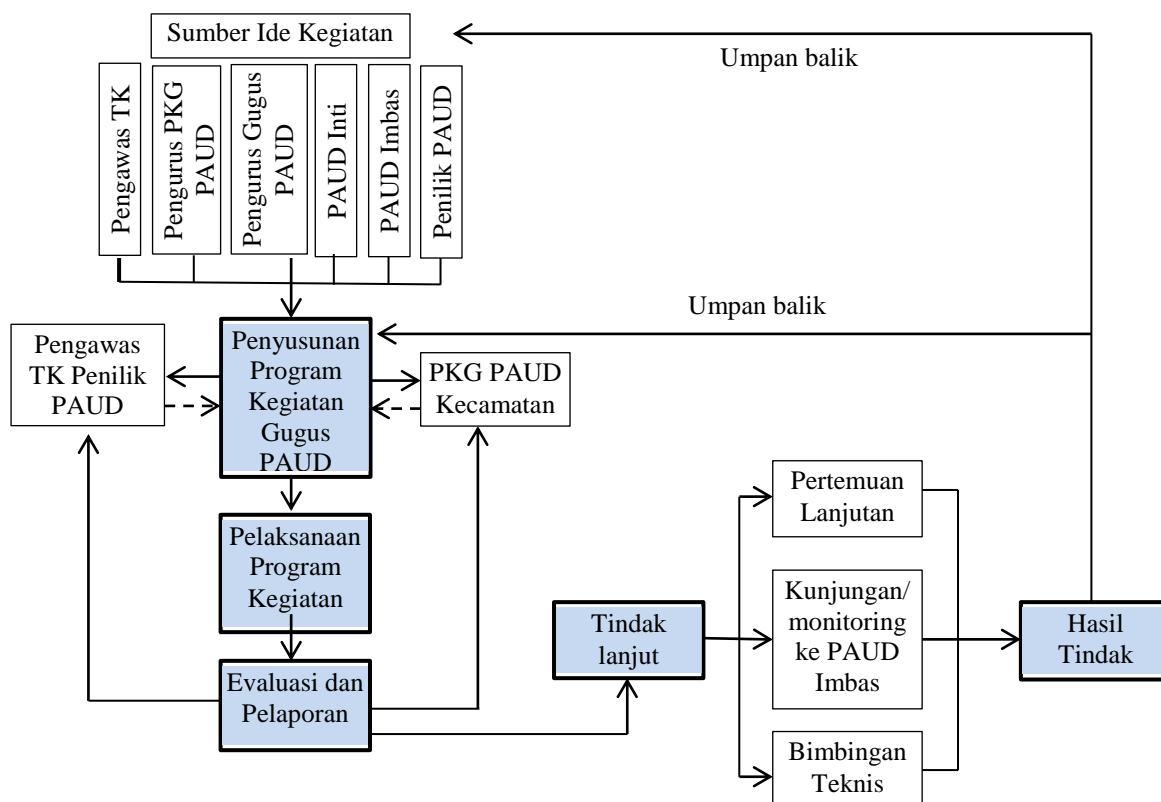 Sumber Ide Kegiatan
Umpan balik
Pengawas TK
Pengurus PKG
PAUD
Pengurus Gugus
PAUD
PAUD Inti
PAUD Imbas
Penilik PAUD
Umpan balik
Pengawas
TK Penilik
PAUD
Penyusunan
Program
Kegiatan
Gugus
PAUD
PKG PAUD
Kecamatan
Pelaksanaan
Program
Kegiatan
Evaluasi dan
Pelaporan
Tindak
lanjut
Pertemuan
Lanjutan
Kunjungan/
monitoring
ke PAUD
Imbas
Bimbingan
Teknis
Hasil
Tindak